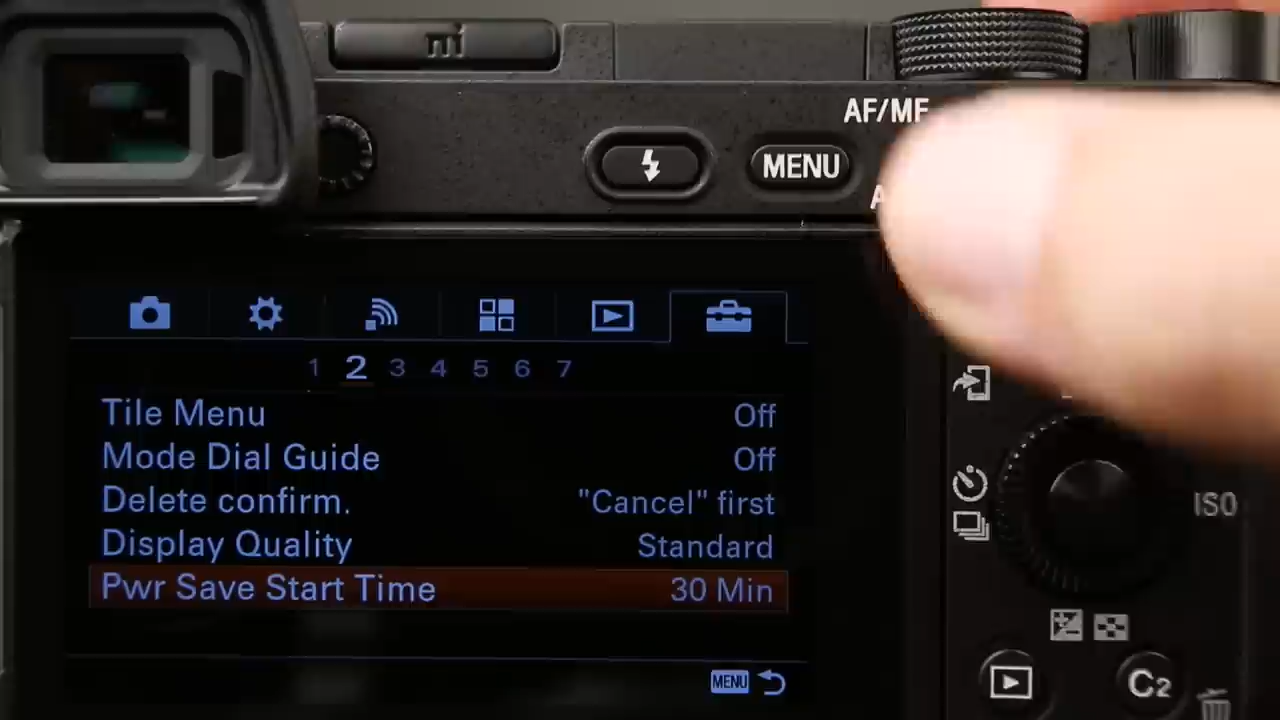 AF/MF
MENU
A
1 2 3 4 5 6 7
Tile Menu Off
Mode Dial Guide Off
Delete confirm. "Cancel" first
Display Quality Standard
Pwr Save Start Time 30 Min
MENU
ISO
C2